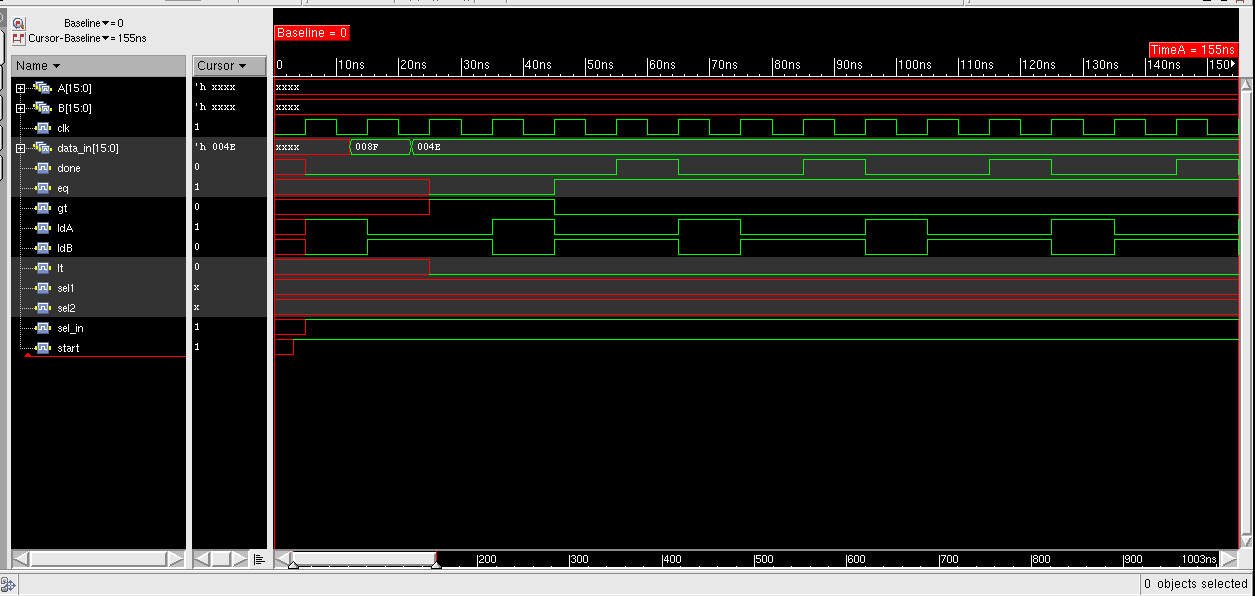 Baseline▾= 0
Cursor-Baseline▾= 155ns
Baseline = 0
TimeA = 155ns
Name Cursor
0 10ns 20ns 30ns 40ns 50ns 60ns 70ns 80ns 90ns 100ns 110ns 120ns 130ns 140ns 150
A[15:0] 'h xxxx xxxx
B[15:0] 'h xxxx xxxx
clk 1
data_in[15:0] 'h 004E xxxx 008F 004E
done 0
eq 1
gt 0
ldA 1
ldB 0
lt 0
sel1 x
sel2 x
sel_in 1
start 1
200 300 400 500 600 700 800 900 1003ns
0 objects selected